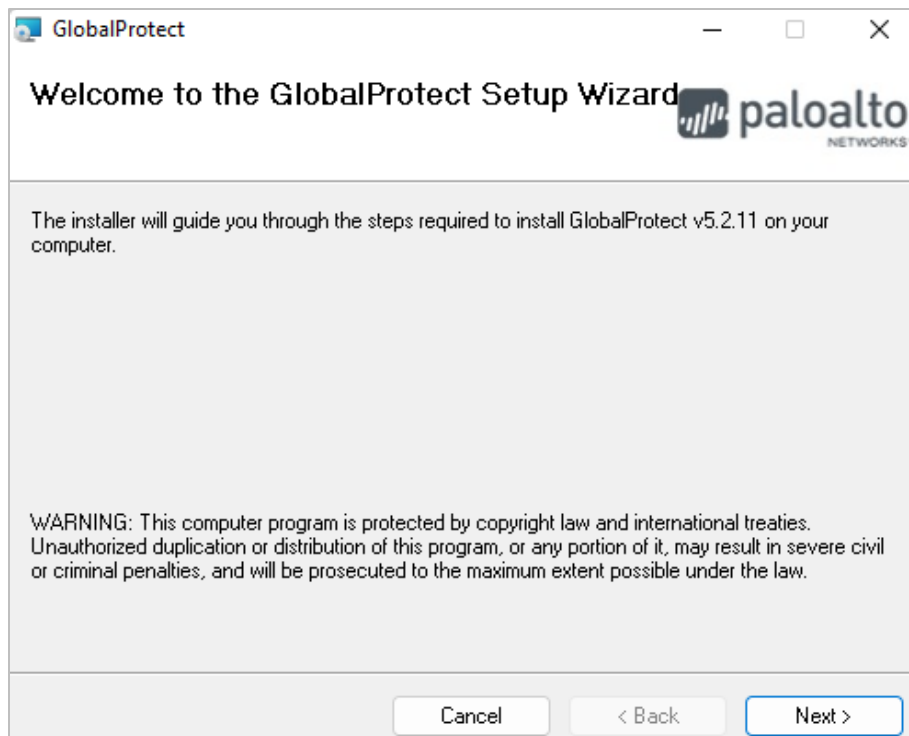 GlobalProtect
Welcome to the GlobalProtect Setup Wizard
paloalto
NETWORKS
The installer will guide you through the steps required to install GlobalProtect v5.2.11 on your
computer.
WARNING: This computer program is protected by copyright law and international treaties.
Unauthorized duplication or distribution of this program, or any portion of it, may result in severe civil
or criminal penalties, and will be prosecuted to the maximum extent possible under the law.
Cancel
< Back
Next >